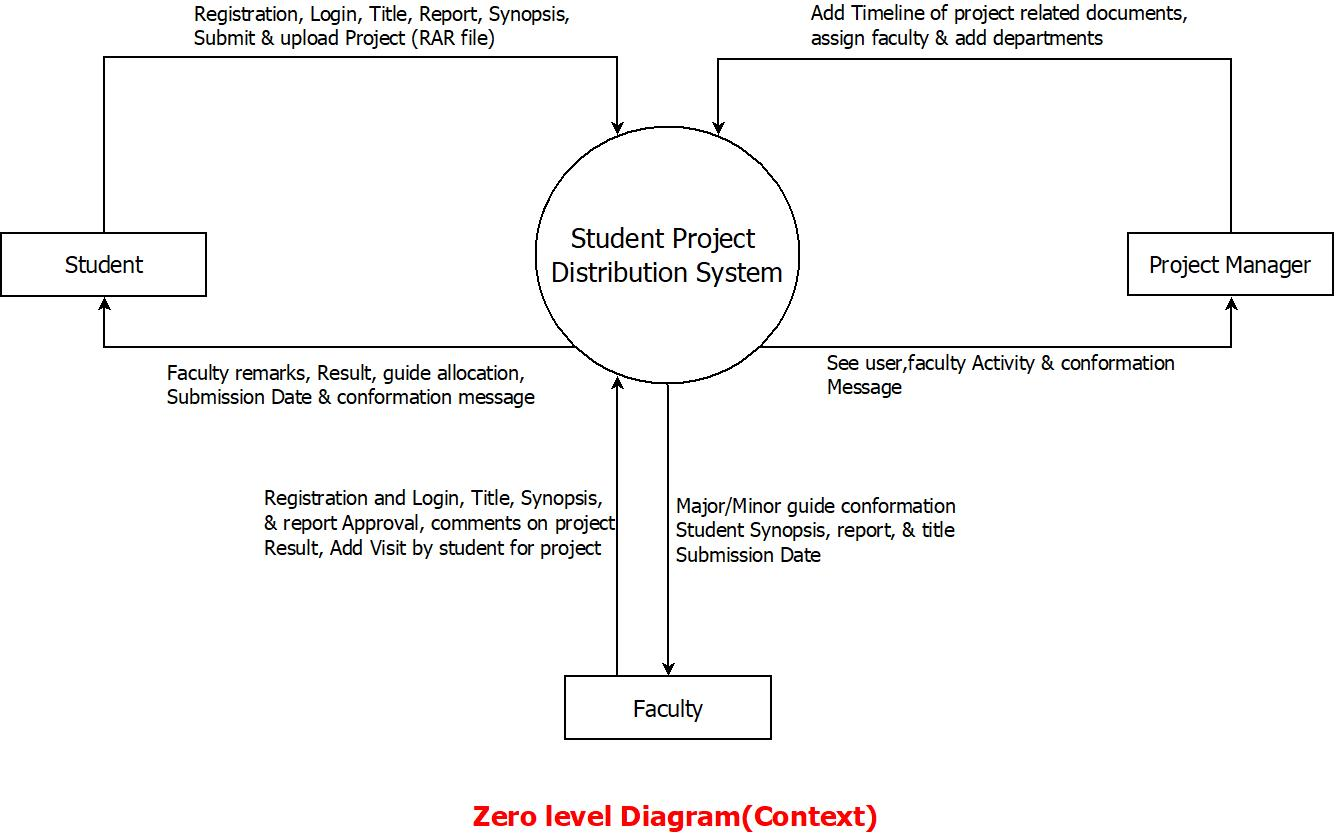 Registration, Login, Title, Report, Synopsis,
Submit & upload Project (RAR file)
Add Timeline of project related documents,
assign faculty & add departments
Student Project
Distribution System
Student
Project Manager
Faculty remarks, Result, guide allocation,
Submission Date & conformation message
See user,faculty Activity & conformation
Message
Registration and Login, Title, Synopsis,
& report Approval, comments on project
Result, Add Visit by student for project
Major/Minor guide conformation
Student Synopsis, report, & title
Submission Date
Faculty
Zero level Diagram(Context)